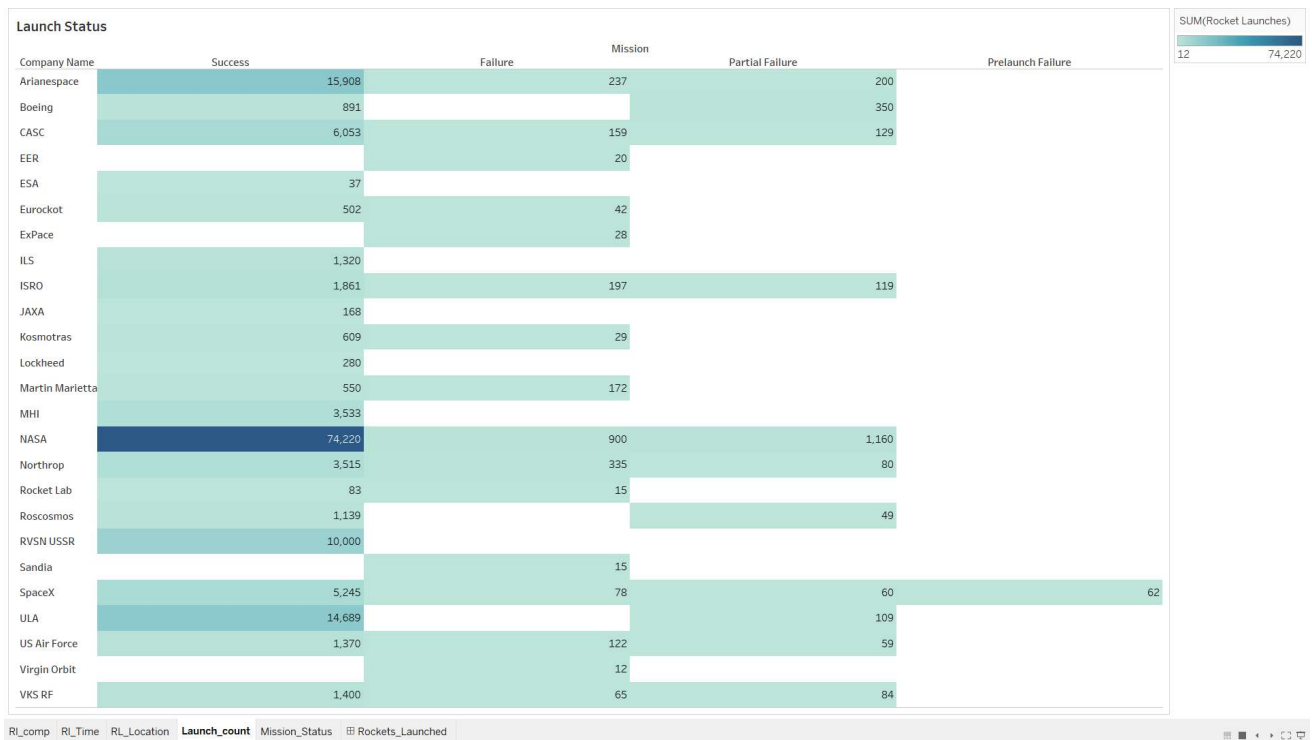 Launch Status
SUM(Rocket Launches)
12 74,220
Mission
Company Name Success Failure Partial Failure Prelaunch Failure
Arianespace 15,908 237 200
Boeing 891 350
CASC 6,053 159 129
EER 20
ESA 37
Eurockot 502 42
ExPace 28
ILS 1,320
ISRO 1,861 197 119
JAXA 168
Kosmotras 609 29
Lockheed 280
Martin Marietta 550 172
MHI 3,533
NASA 74,220 900 1,160
Northrop 3,515 335 80
Rocket Lab 83 15
Roscosmos 1,139 49
RVSN USSR 10,000
Sandia 15
SpaceX 5,245 78 60 62
ULA 14,689 109
US Air Force 1,370 122 59
Virgin Orbit 12
VKS RF 1,400 65 84
Rl_comp Rl_Time RL_Location Launch_count Mission_Status Rockets_Launched